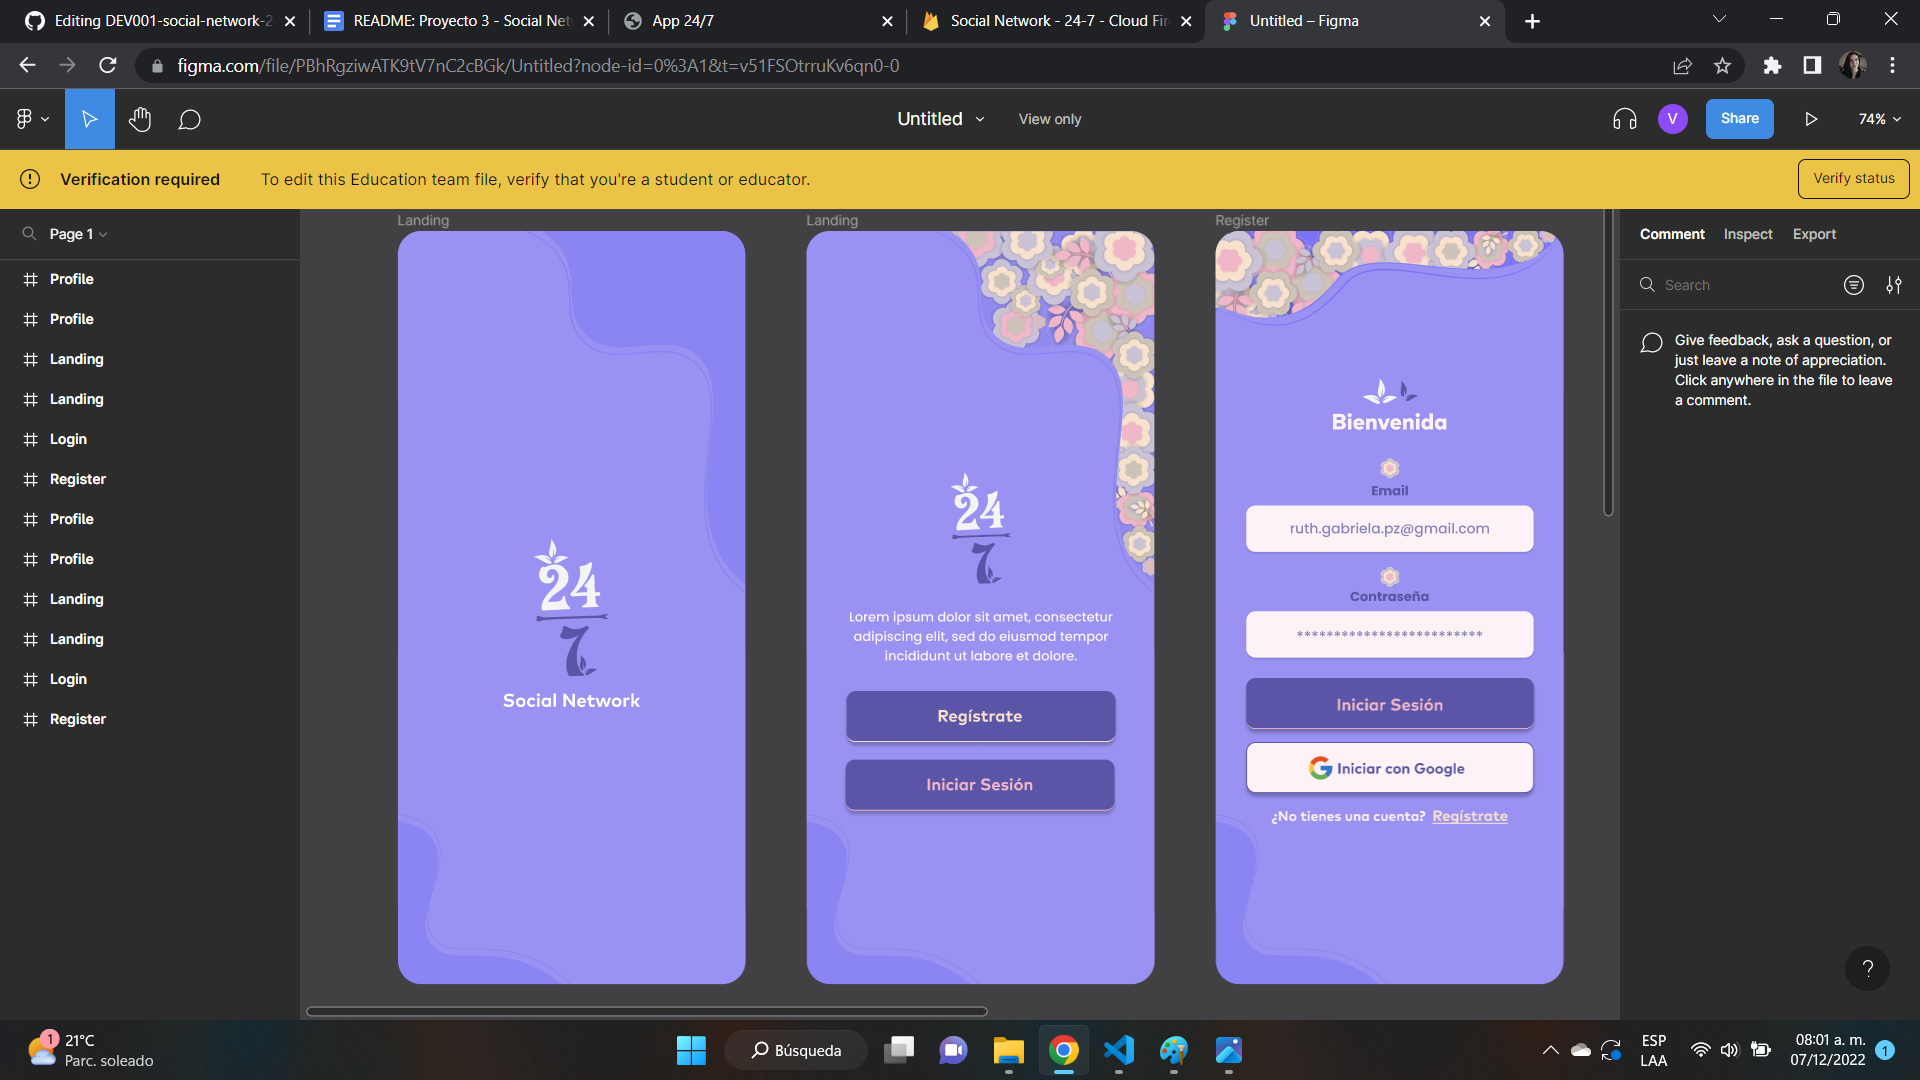 Editing DEV001-social-network-2
README: Proyecto 3 - Social Net
App 24/7
Social Network - 24-7 - Cloud Fir
Untitled – Figma
figma.com/file/PBhRgziwATK9tV7nC2cBGk/Untitled?node-id=0%3A1&t=v51FSOtrruKv6qn0-0
Untitled
View only
V
Share
74%
Verification required
To edit this Education team file, verify that you're a student or educator.
Verify status
Page 1
Profile
Profile
Landing
Landing
Login
Register
Profile
Profile
Landing
Landing
Login
Register
Landing
24
7
Social Network
Landing
24
7
Lorem ipsum dolor sit amet, consectetur
adipiscing elit, sed do eiusmod tempor
incididunt ut labore et dolore.
Regístrate
Iniciar Sesión
Register
Bienvenida
Email
ruth.gabriela.pz@gmail.com
Contraseña
*************************
Iniciar Sesión
Iniciar con Google
¿No tienes una cuenta? Regístrate
Comment
Inspect
Export
Search
Give feedback, ask a question, or
just leave a note of appreciation.
Click anywhere in the file to leave
a comment.
?
1
21°C
Parc. soleado
Búsqueda
ESP
LAA
08:01 a. m.
07/12/2022
1